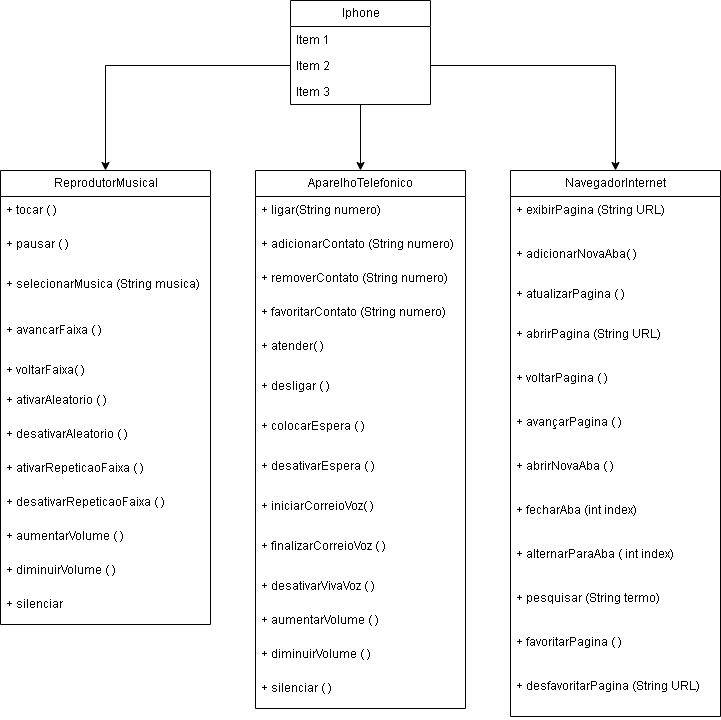 Iphone
Item 1
Item 2
Item 3
ReprodutorMusical
+ tocar ( )
+ pausar ( )
+ selecionarMusica (String musica)
+ avancarFaixa ( )
+ voltarFaixa( )
+ ativarAleatorio ( )
+ desativarAleatorio ( )
+ ativarRepeticaoFaixa ( )
+ desativarRepeticaoFaixa ( )
+ aumentarVolume ( )
+ diminuirVolume ( )
+ silenciar
AparelhoTelefonico
+ ligar(String numero)
+ adicionarContato (String numero)
+ removerContato (String numero)
+ favoritarContato (String numero)
+ atender( )
+ desligar ( )
+ colocarEspera ( )
+ desativarEspera ( )
+ iniciarCorreioVoz( )
+ finalizarCorreioVoz ( )
+ desativarVivaVoz ( )
+ aumentarVolume ( )
+ diminuirVolume ( )
+ silenciar ( )
NavegadorInternet
+ exibirPagina (String URL)
+ adicionarNovaAba( )
+ atualizarPagina ( )
+ abrirPagina (String URL)
+ voltarPagina ( )
+ avançarPagina ( )
+ abrirNovaAba ( )
+ fecharAba (int index)
+ alternarParaAba ( int index)
+ pesquisar (String termo)
+ favoritarPagina ( )
+ desfavoritarPagina (String URL)